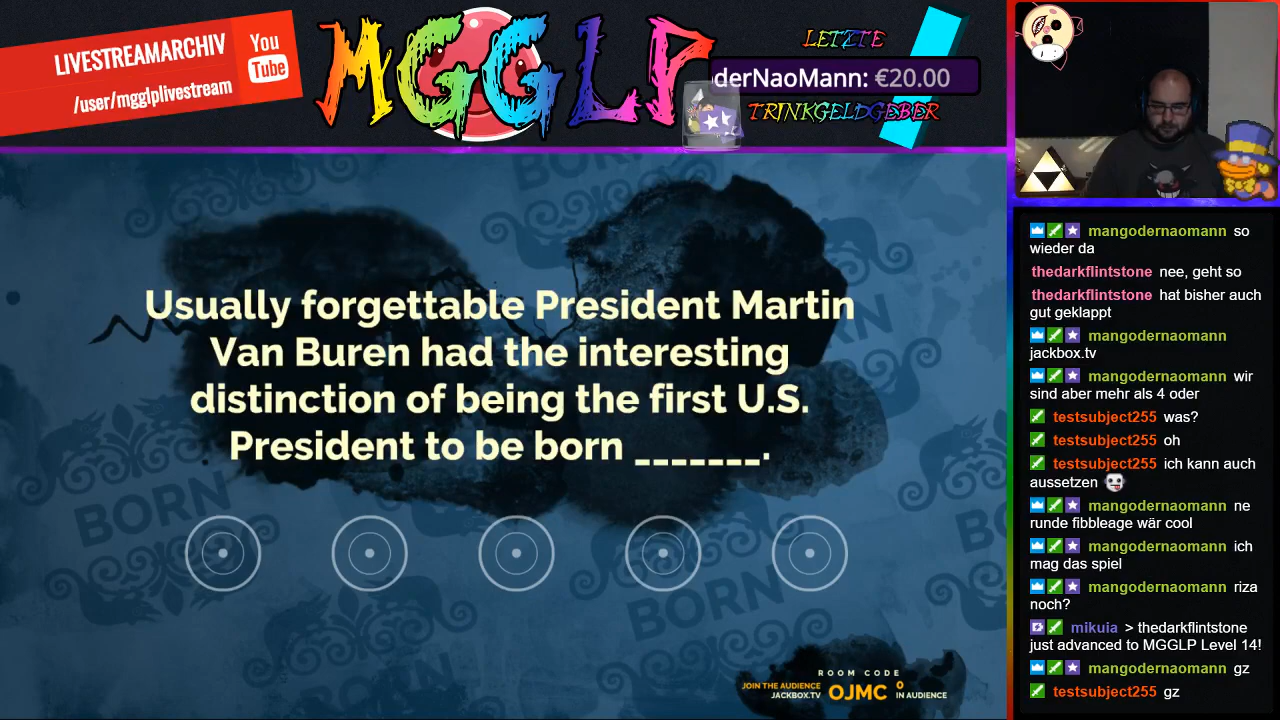 LIVESTREAMARCHIV
/user/mgglplivestream
You
Tube
MGGLP
LETZTE
derNaoMann: €20.00
TRINKGELDGEBER
Usually forgettable President Martin
Van Buren had the interesting
distinction of being the first U.S.
President to be born _______.
BORN
BORN
BORN
ROOM CODE
JOIN THE AUDIENCE
JACKBOX.TV
OJMC
0
IN AUDIENCE
mangodernaomann so
wieder da
thedarkflintstone nee, geht so
thedarkflintstone hat bisher auch
gut geklappt
mangodernaomann
jackbox.tv
mangodernaomann wir
sind aber mehr als 4 oder
testsubject255 was?
testsubject255 oh
testsubject255 ich kann auch
aussetzen
mangodernaomann ne
runde fibbleage wär cool
mangodernaomann ich
mag das spiel
mangodernaomann riza
noch?
mikuia > thedarkflintstone
just advanced to MGGLP Level 14!
mangodernaomann gz
testsubject255 gz